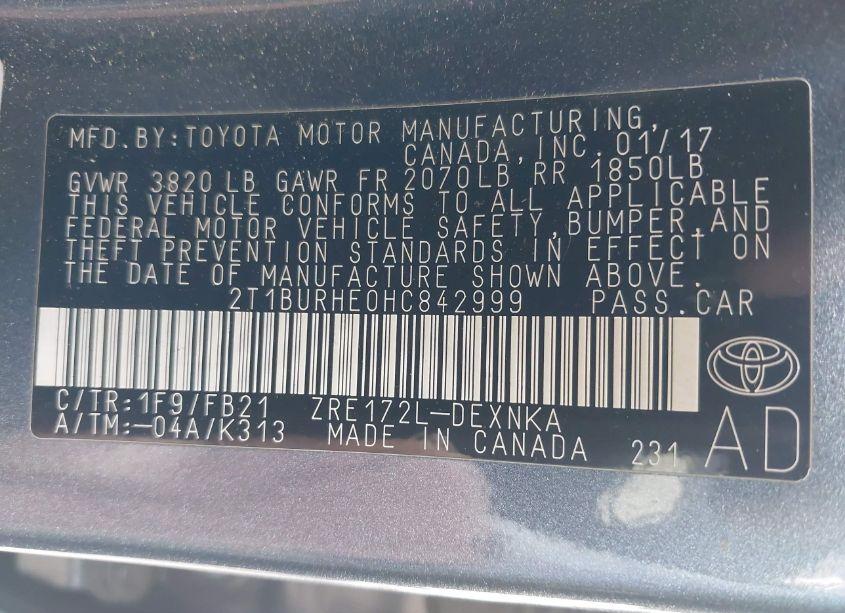 MFD.BY:TOYOTA MOTOR MANUFACTURING,
CANADA,INC.01/17
GVWR 3820 LB GAWR FR 2070LB RR 1850LB
THIS VEHICLE CONFORMS TO ALL APPLICABLE
FEDERAL MOTOR VEHICLE SAFETY,BUMPER,AND
THEFT PREVENTION STANDARDS IN EFFECT ON
THE DATE OF MANUFACTURE SHOWN ABOVE.
2T1BURHE0HC842999 PASS.CAR
C/TR:1F9/FB21 ZRE172L-DEXNKA
A/TM:-04A/K313 MADE IN CANADA 231 AD